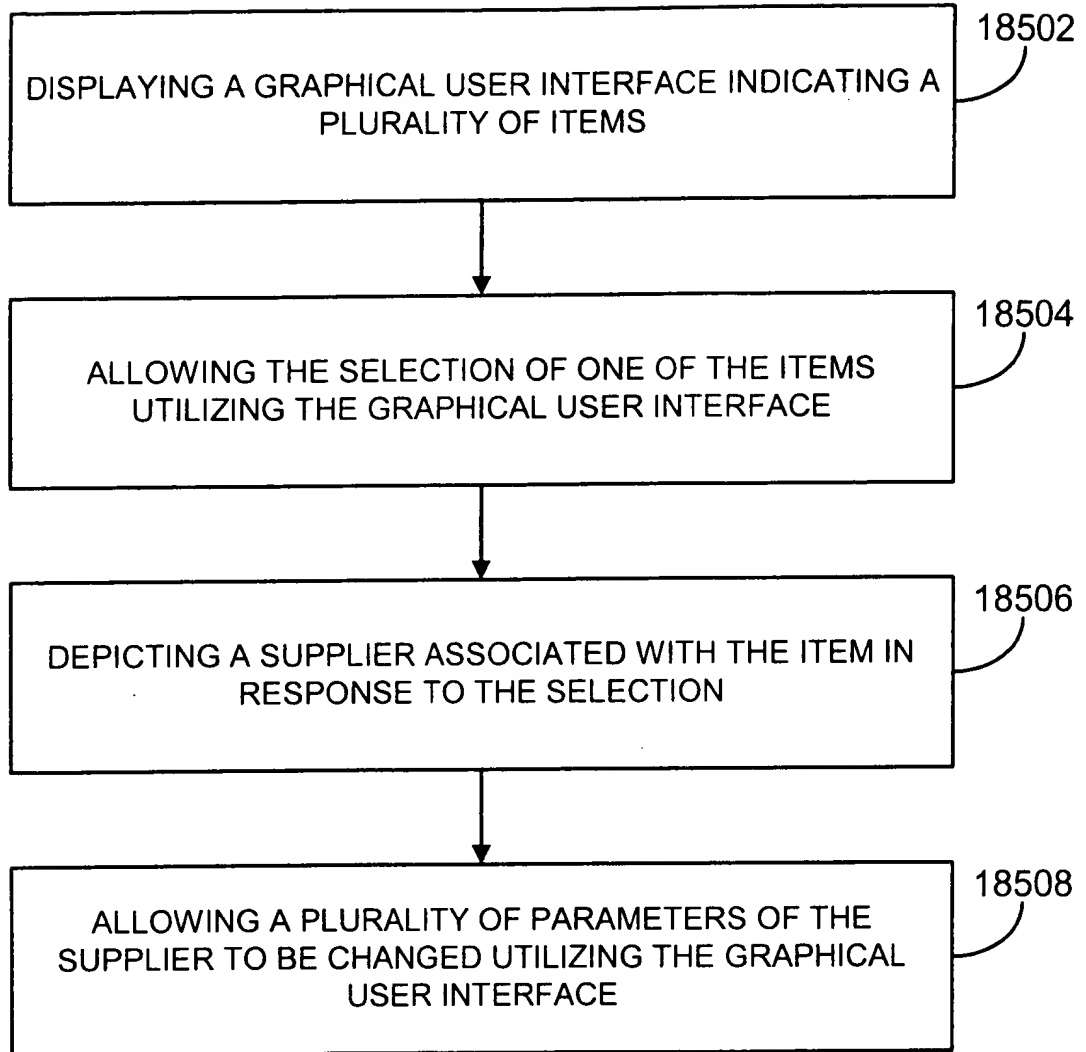 18502
DISPLAYING A GRAPHICAL USER INTERFACE INDICATING A
PLURALITY OF ITEMS
18504
ALLOWING THE SELECTION OF ONE OF THE ITEMS
UTILIZING THE GRAPHICAL USER INTERFACE
18506
DEPICTING A SUPPLIER ASSOCIATED WITH THE ITEM IN
RESPONSE TO THE SELECTION
18508
ALLOWING A PLURALITY OF PARAMETERS OF THE
SUPPLIER TO BE CHANGED UTILIZING THE GRAPHICAL
USER INTERFACE